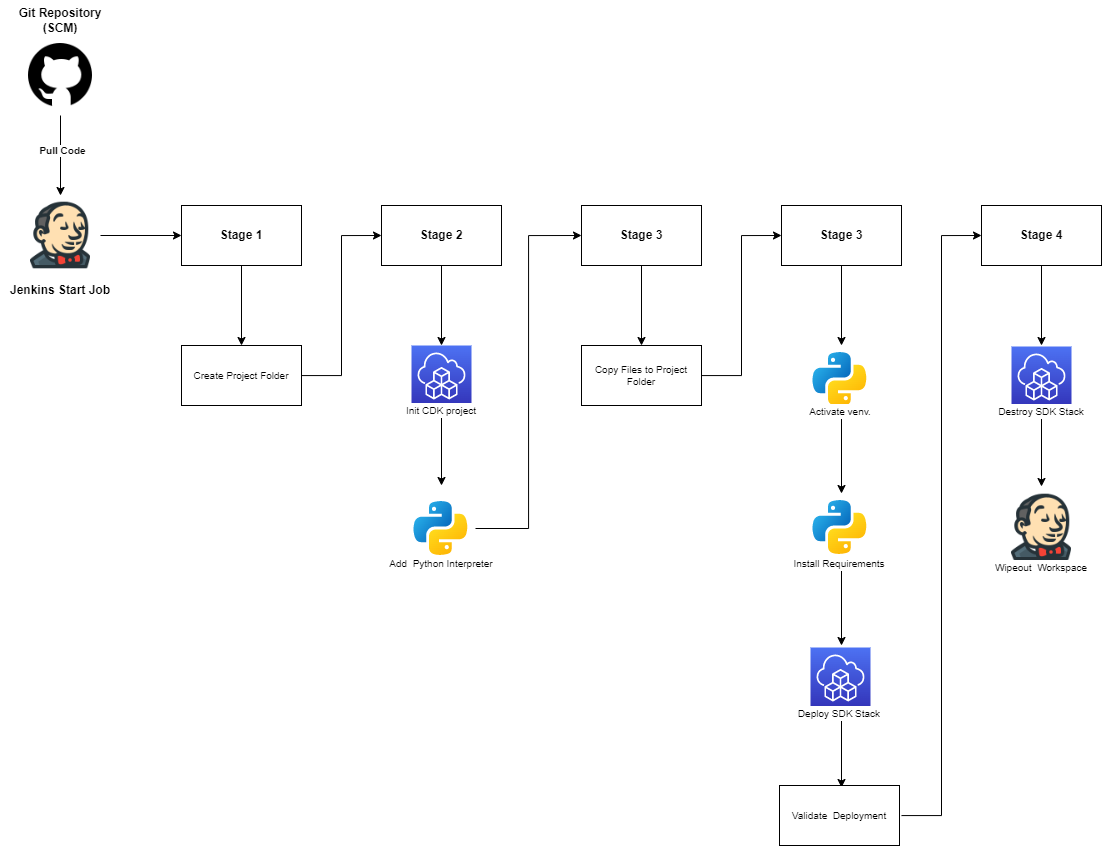 Git Repository
(SCM)
Pull Code
Jenkins Start Job
Stage 1
Create Project Folder
Stage 2
Init CDK project
Add  Python Interpreter
Stage 3
Copy Files to Project
Folder
Stage 3
Activate venv.
Install Requirements
Deploy SDK Stack
Validate  Deployment
Stage 4
Destroy SDK Stack
Wipeout  Workspace